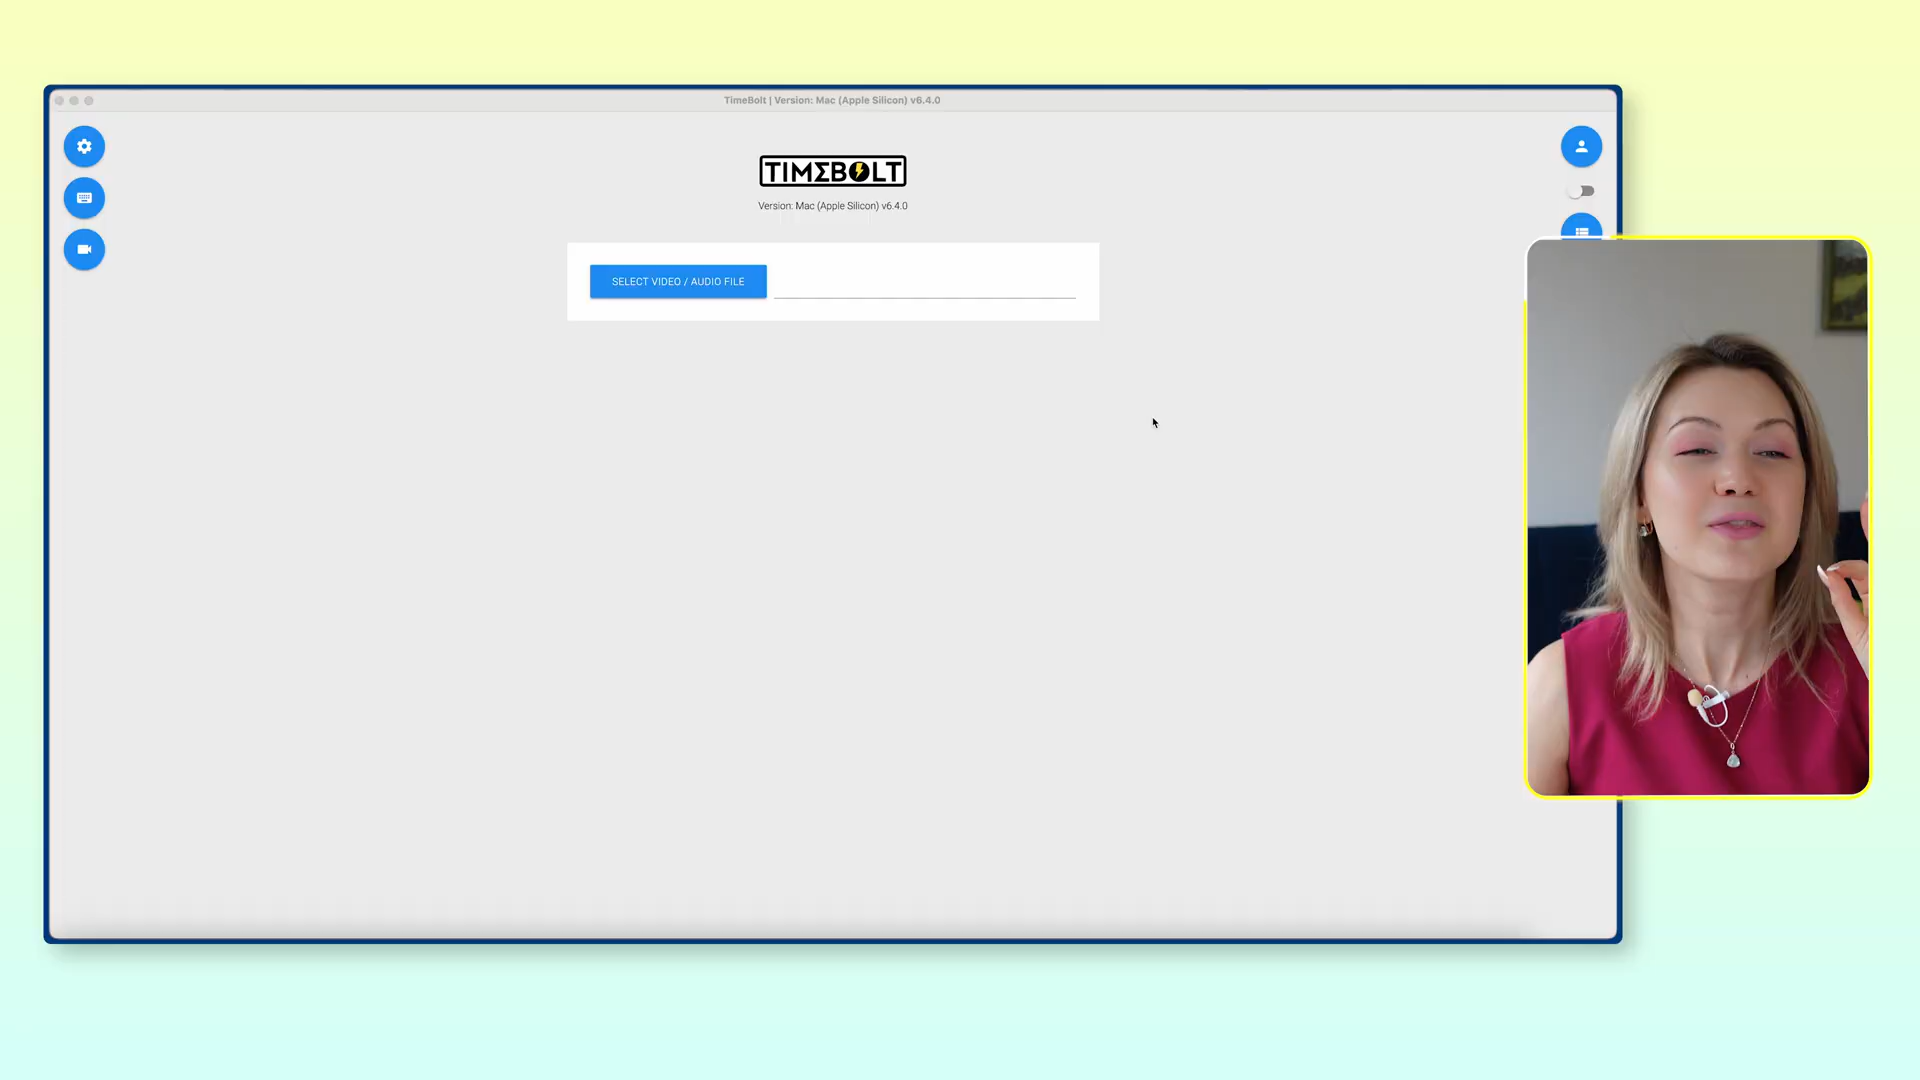 TimeBolt | Version: Mac (Apple Silicon) v6.4.0
TIMΣBOLT
Version: Mac (Apple Silicon) v6.4.0
SELECT VIDEO / AUDIO FILE